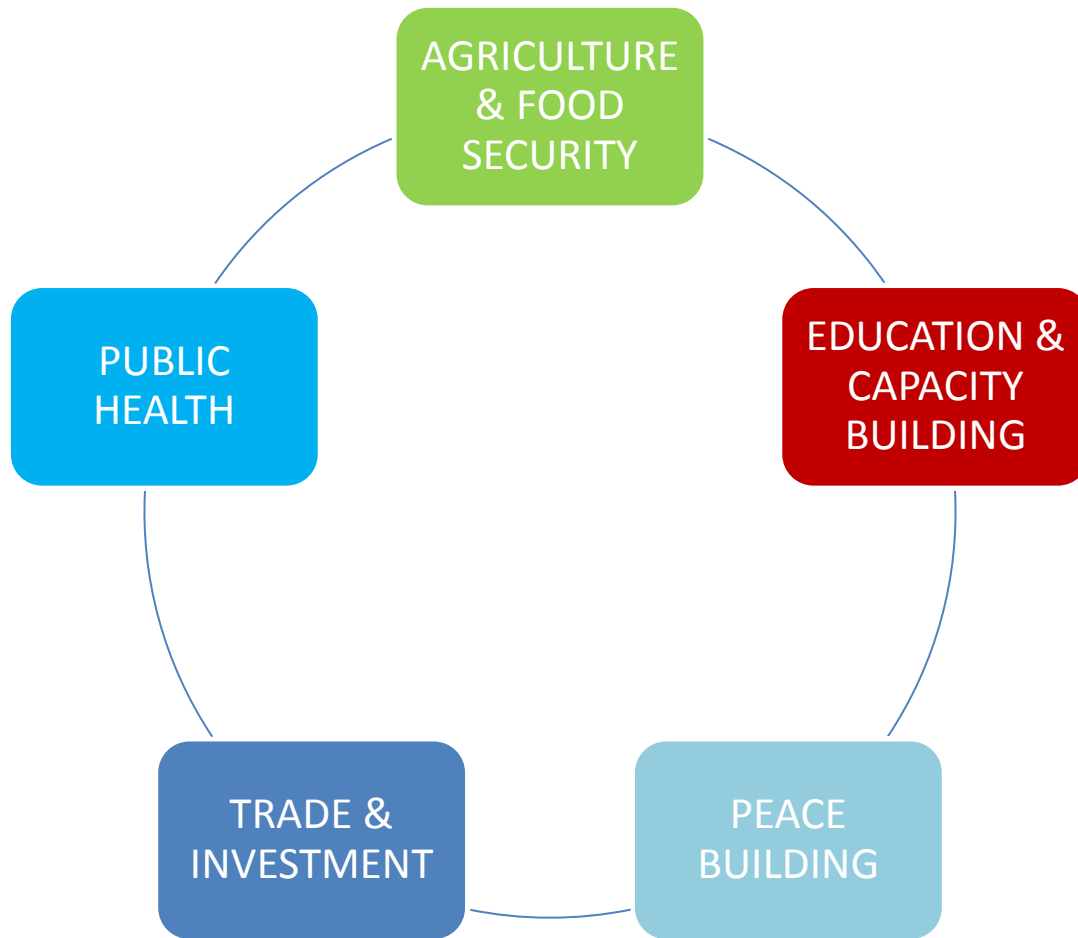 AGRICULTURE
& FOOD
SECURITY
EDUCATION &
CAPACITY
BUILDING
PEACE
BUILDING
TRADE &
INVESTMENT
PUBLIC
HEALTH